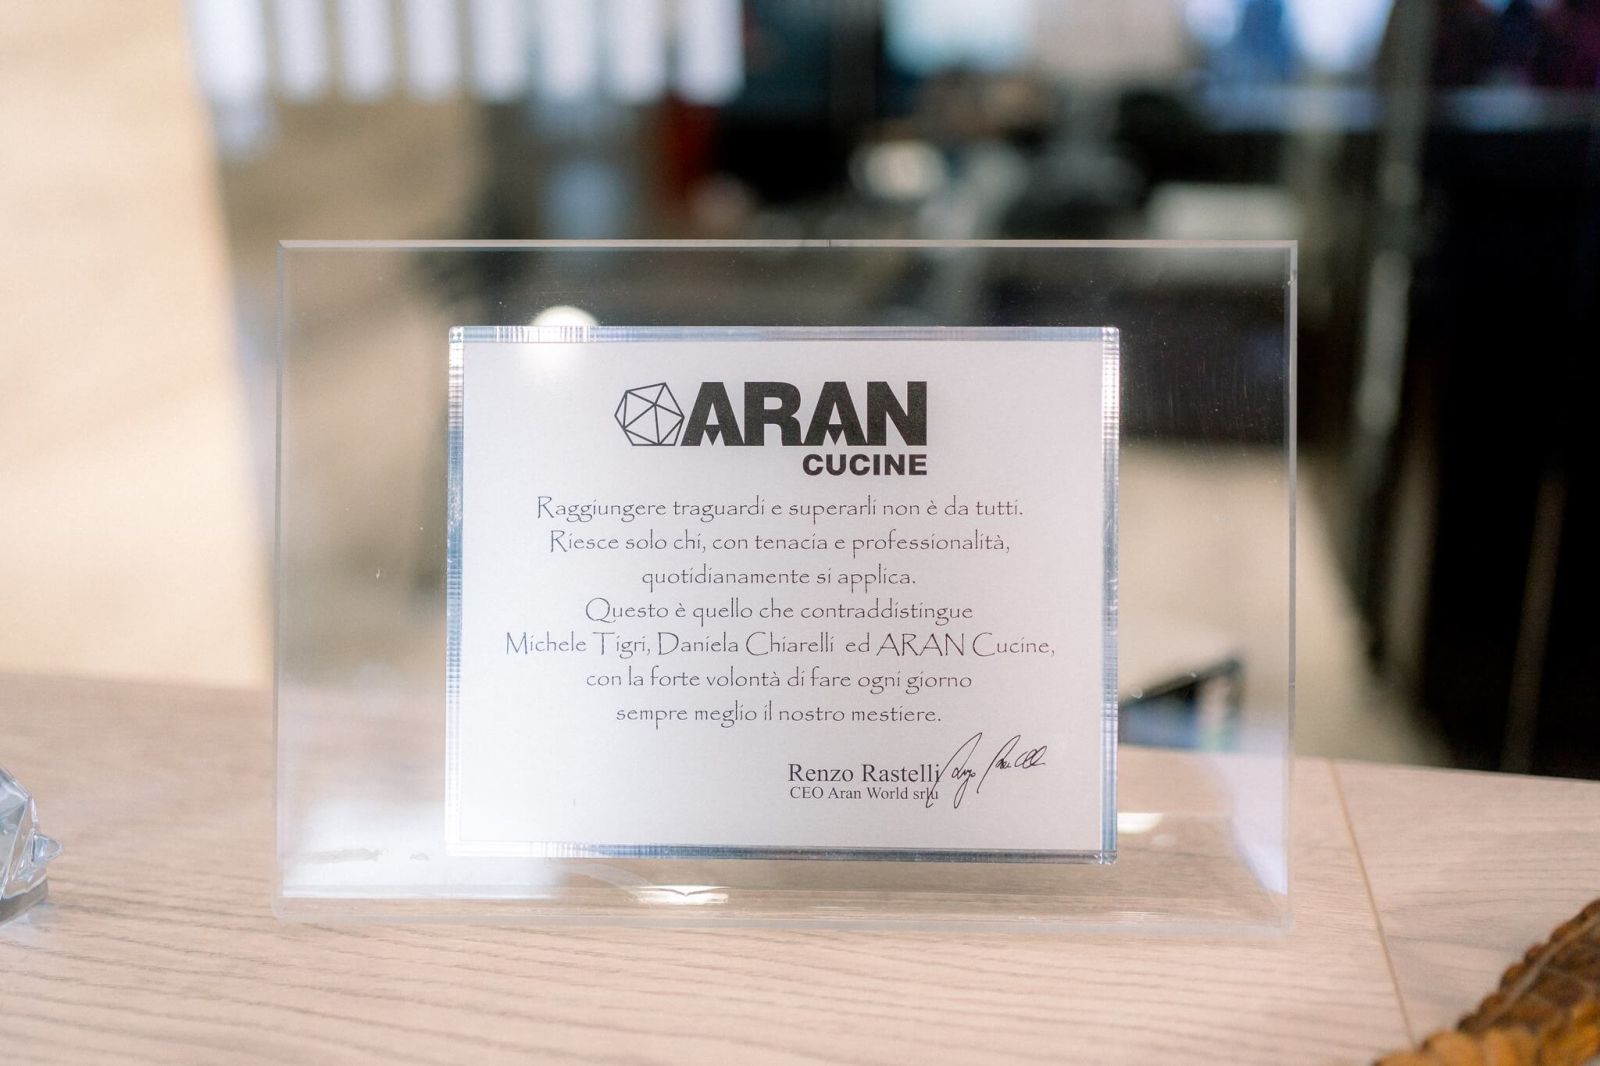 ARAN
CUCINE
Raggiungere traguardi e superarli non è da tutti.
Riesce solo chi, con tenacia e professionalità,
quotidianamente si applica.
Questo è quello che contraddistingue
Michele Tigri, Daniela Chiarelli ed ARAN Cucine,
con la forte volontà di fare ogni giorno
sempre meglio il nostro mestiere.
Renzo Rastelli
CEO Aran World srlu